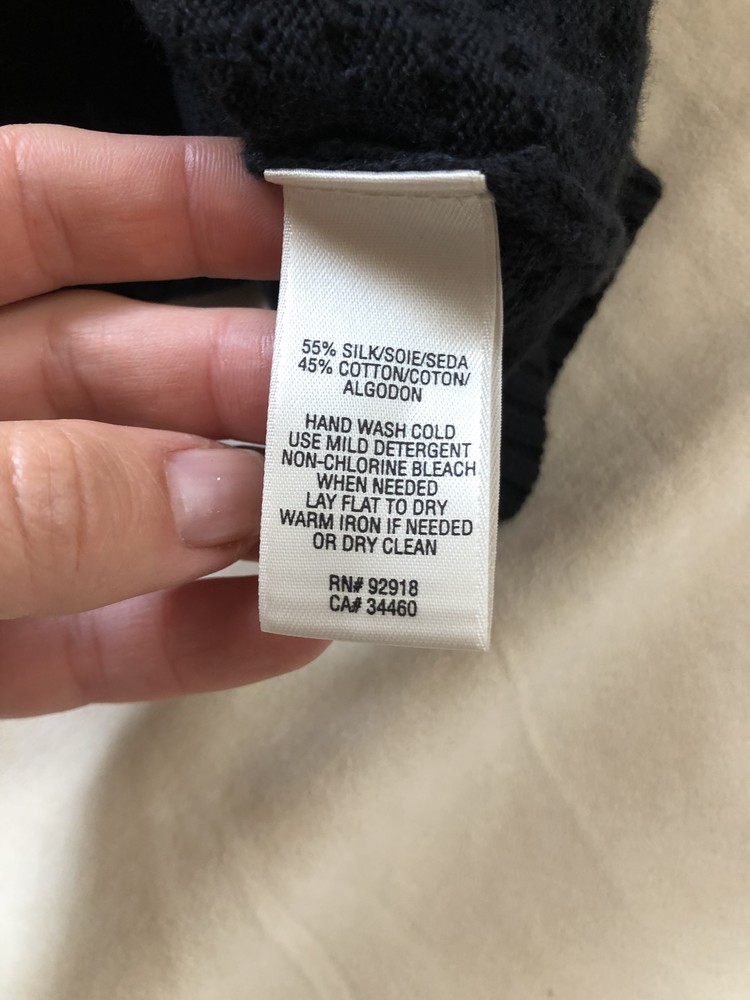 55% SILK/SOIE/SEDA
45% COTTON/COTON/
ALGODON
HAND WASH COLD
USE MILD DETERGENT
NON-CHLORINE BLEACH
WHEN NEEDED
LAY FLAT TO DRY
WARM IRON IF NEEDED
OR DRY CLEAN
RN# 92918
CA# 34460